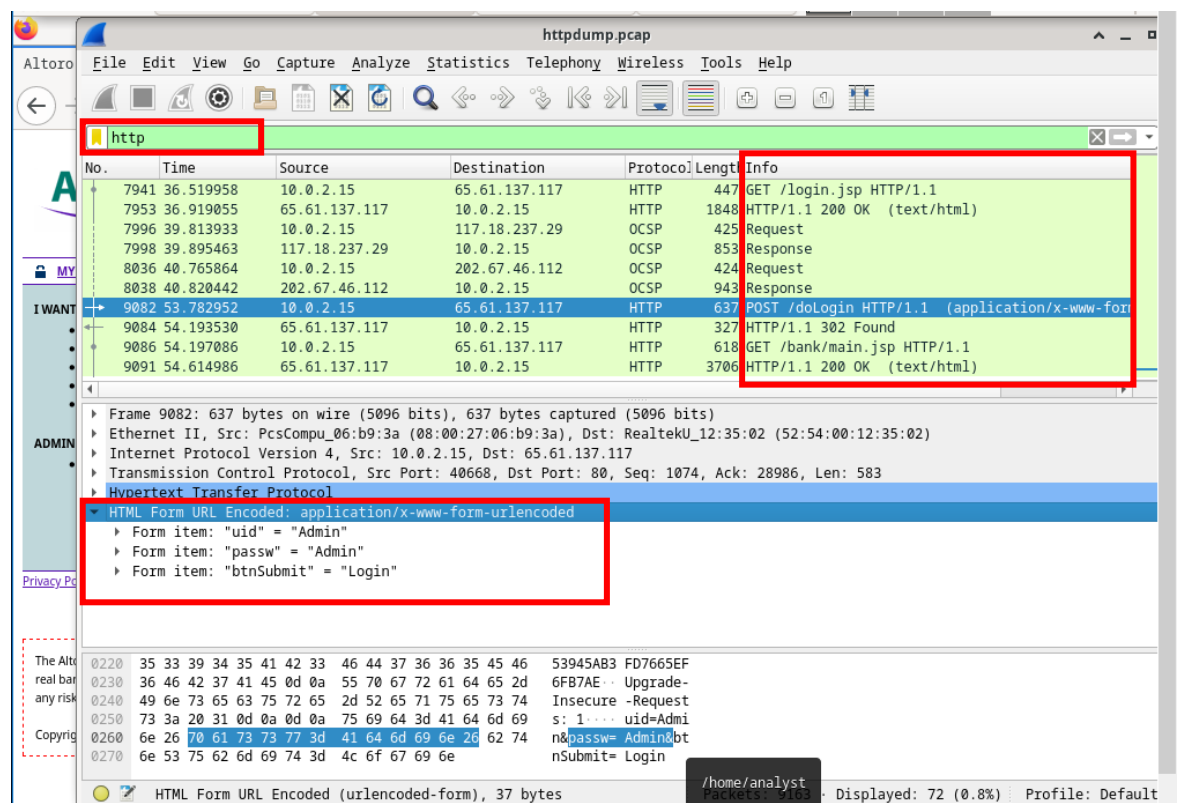 httpdump.pcap
Altoro
File Edit View Go Capture Analyze Statistics Telephony Wireless Tools Help
http
No. Time Source Destination Protocol Length Info
7941 36.519958 10.0.2.15 65.61.137.117 HTTP 447 GET /login.jsp HTTP/1.1
7953 36.919055 65.61.137.117 10.0.2.15 HTTP 1848 HTTP/1.1 200 OK (text/html)
7996 39.813933 10.0.2.15 117.18.237.29 OCSP 425 Request
7998 39.895463 117.18.237.29 10.0.2.15 OCSP 853 Response
8036 40.765864 10.0.2.15 202.67.46.112 OCSP 424 Request
8038 40.820442 202.67.46.112 10.0.2.15 OCSP 943 Response
9082 53.782952 10.0.2.15 65.61.137.117 HTTP 637 POST /doLogin HTTP/1.1 (application/x-www-for
9084 54.193530 65.61.137.117 10.0.2.15 HTTP 327 HTTP/1.1 302 Found
9086 54.197086 10.0.2.15 65.61.137.117 HTTP 618 GET /bank/main.jsp HTTP/1.1
9091 54.614986 65.61.137.117 10.0.2.15 HTTP 3706 HTTP/1.1 200 OK (text/html)
A
MY
I WANT
ADMIN
Privacy Po
Frame 9082: 637 bytes on wire (5096 bits), 637 bytes captured (5096 bits)
Ethernet II, Src: PcsCompu_06:b9:3a (08:00:27:06:b9:3a), Dst: RealtekU_12:35:02 (52:54:00:12:35:02)
Internet Protocol Version 4, Src: 10.0.2.15, Dst: 65.61.137.117
Transmission Control Protocol, Src Port: 40668, Dst Port: 80, Seq: 1074, Ack: 28986, Len: 583
Hypertext Transfer Protocol
HTML Form URL Encoded: application/x-www-form-urlencoded
Form item: "uid" = "Admin"
Form item: "passw" = "Admin"
Form item: "btnSubmit" = "Login"
The Alto
real ban
any risk
Copyrig
0220 35 33 39 34 35 41 42 33 46 44 37 36 36 35 45 46 53945AB3 FD7665EF
0230 36 46 42 37 41 45 0d 0a 55 70 67 72 61 64 65 2d 6FB7AE·· Upgrade-
0240 49 6e 73 65 63 75 72 65 2d 52 65 71 75 65 73 74 Insecure -Request
0250 73 3a 20 31 0d 0a 0d 0a 75 69 64 3d 41 64 6d 69 s: 1···· uid=Admi
0260 6e 26 70 61 73 73 77 3d 41 64 6d 69 6e 26 62 74 n&passw= Admin&bt
0270 6e 53 75 62 6d 69 74 3d 4c 6f 67 69 6e nSubmit= Login
/home/analyst
HTML Form URL Encoded (urlencoded-form), 37 bytes
Packets: 9163 · Displayed: 72 (0.8%) Profile: Default